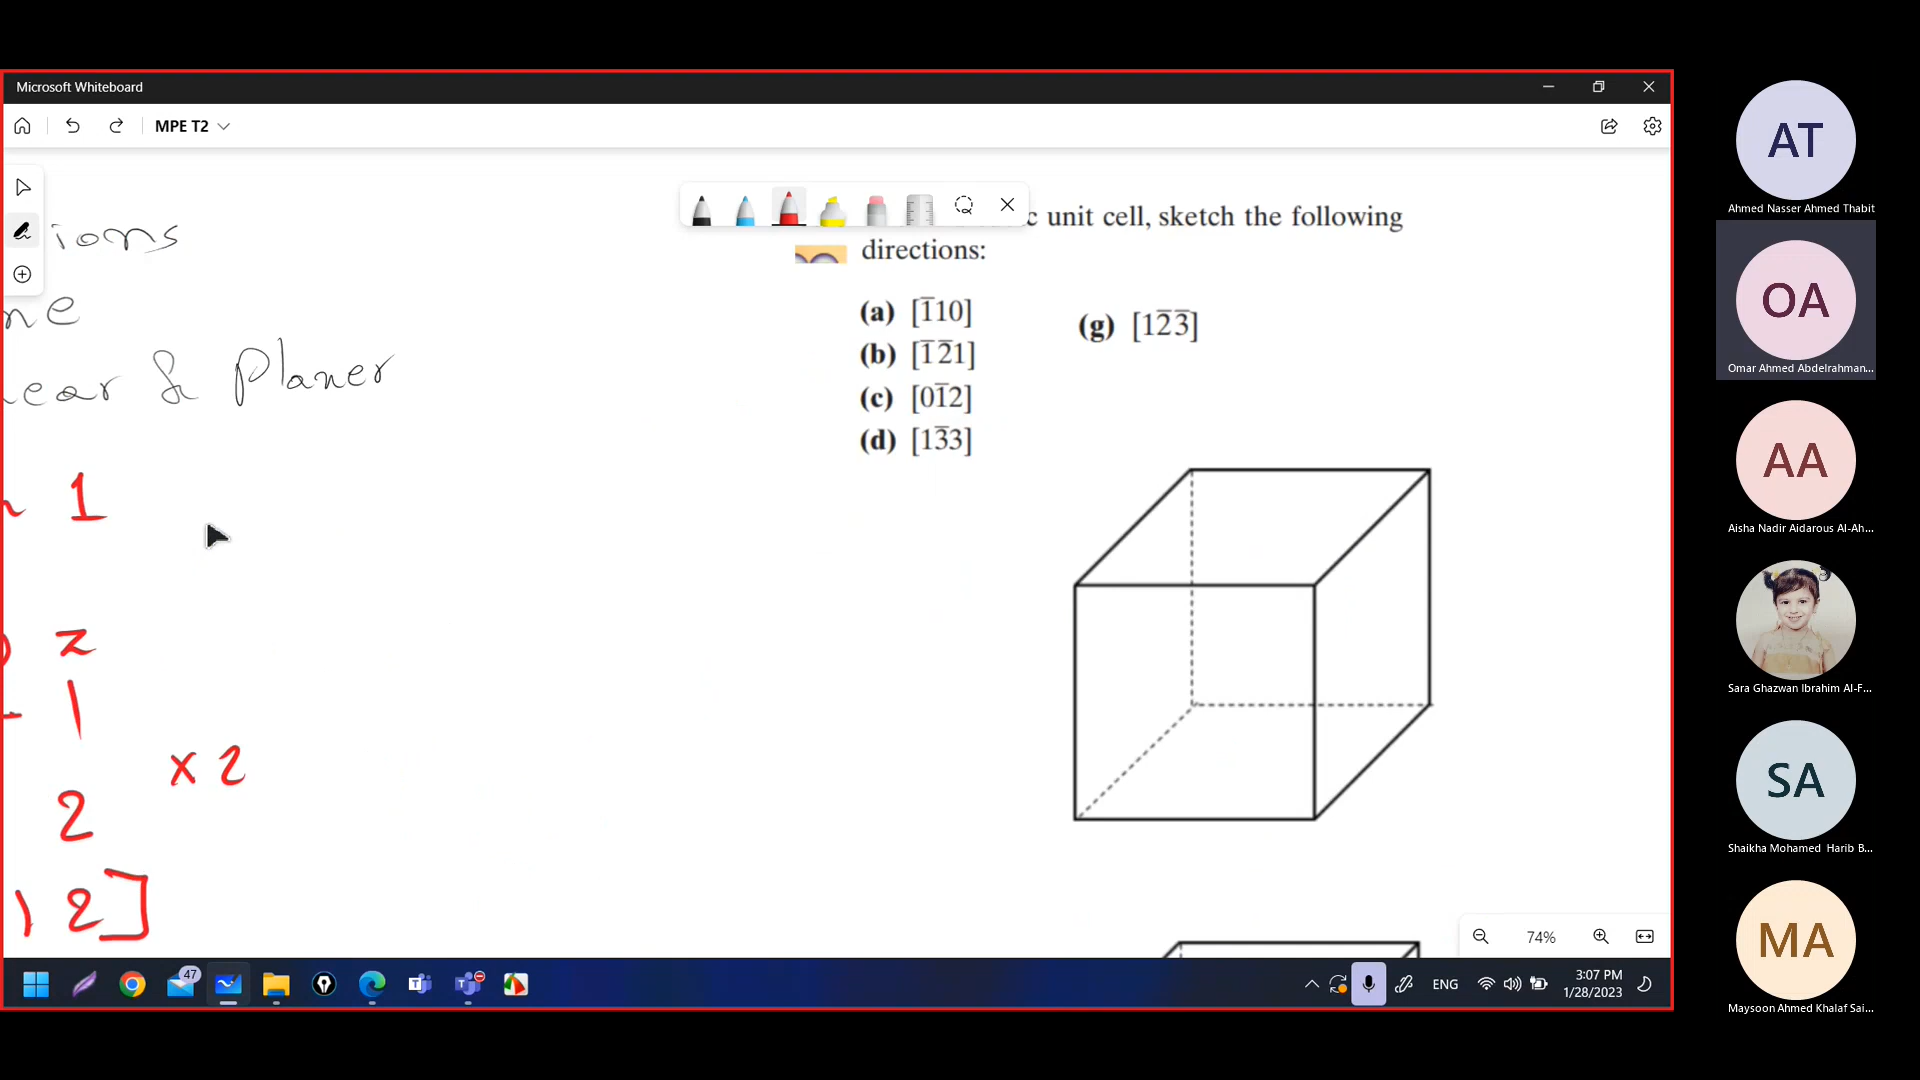 Microsoft Whiteboard
MPE T2
ions
ne
ear & Planer
1
z
1
x 2
2
1 2]
c unit cell, sketch the following
directions:
(a) [1̅10]
(b) [1̅2̅1]
(c) [01̅2]
(d) [13̅3]
(g) [12̅3̅]
74%
47
ENG
3:07 PM
1/28/2023
AT
Ahmed Nasser Ahmed Thabit
OA
Omar Ahmed Abdelrahman...
AA
Aisha Nadir Aidarous Al-Ah...
Sara Ghazwan Ibrahim Al-F...
SA
Shaikha Mohamed Harib B...
MA
Maysoon Ahmed Khalaf Sai...